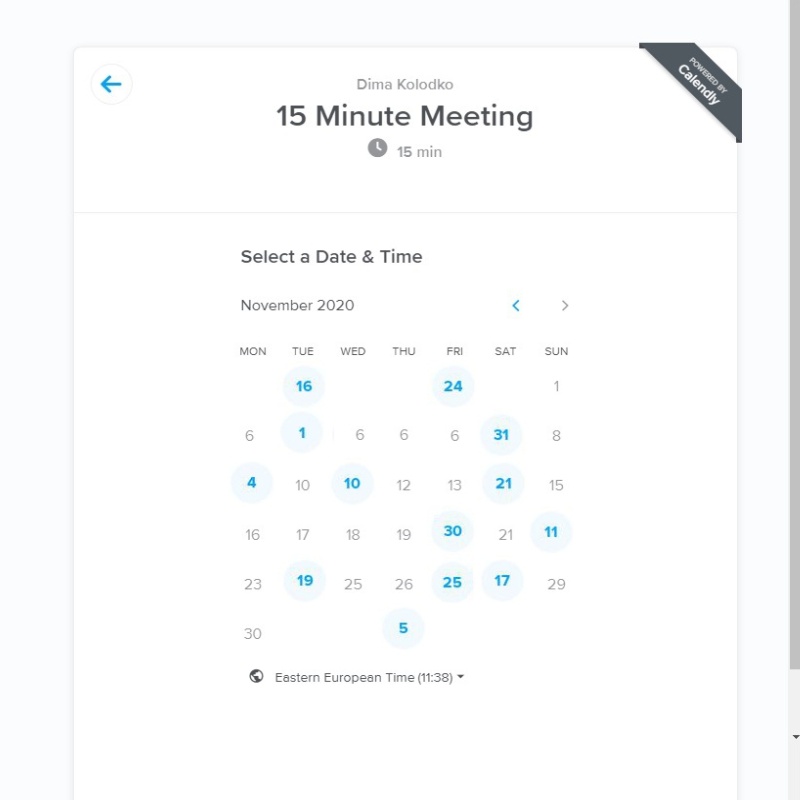 POWERED BY
Calendly
Dima Kolodko
15 Minute Meeting
15 min
Select a Date & Time
November 2020
MON TUE WED THU FRI SAT SUN
16 24 1
6 1 6 6 6 31 8
4 10 10 12 13 21 15
16 17 18 19 30 21 11
23 19 25 26 25 17 29
30 5
Eastern European Time (11:38)